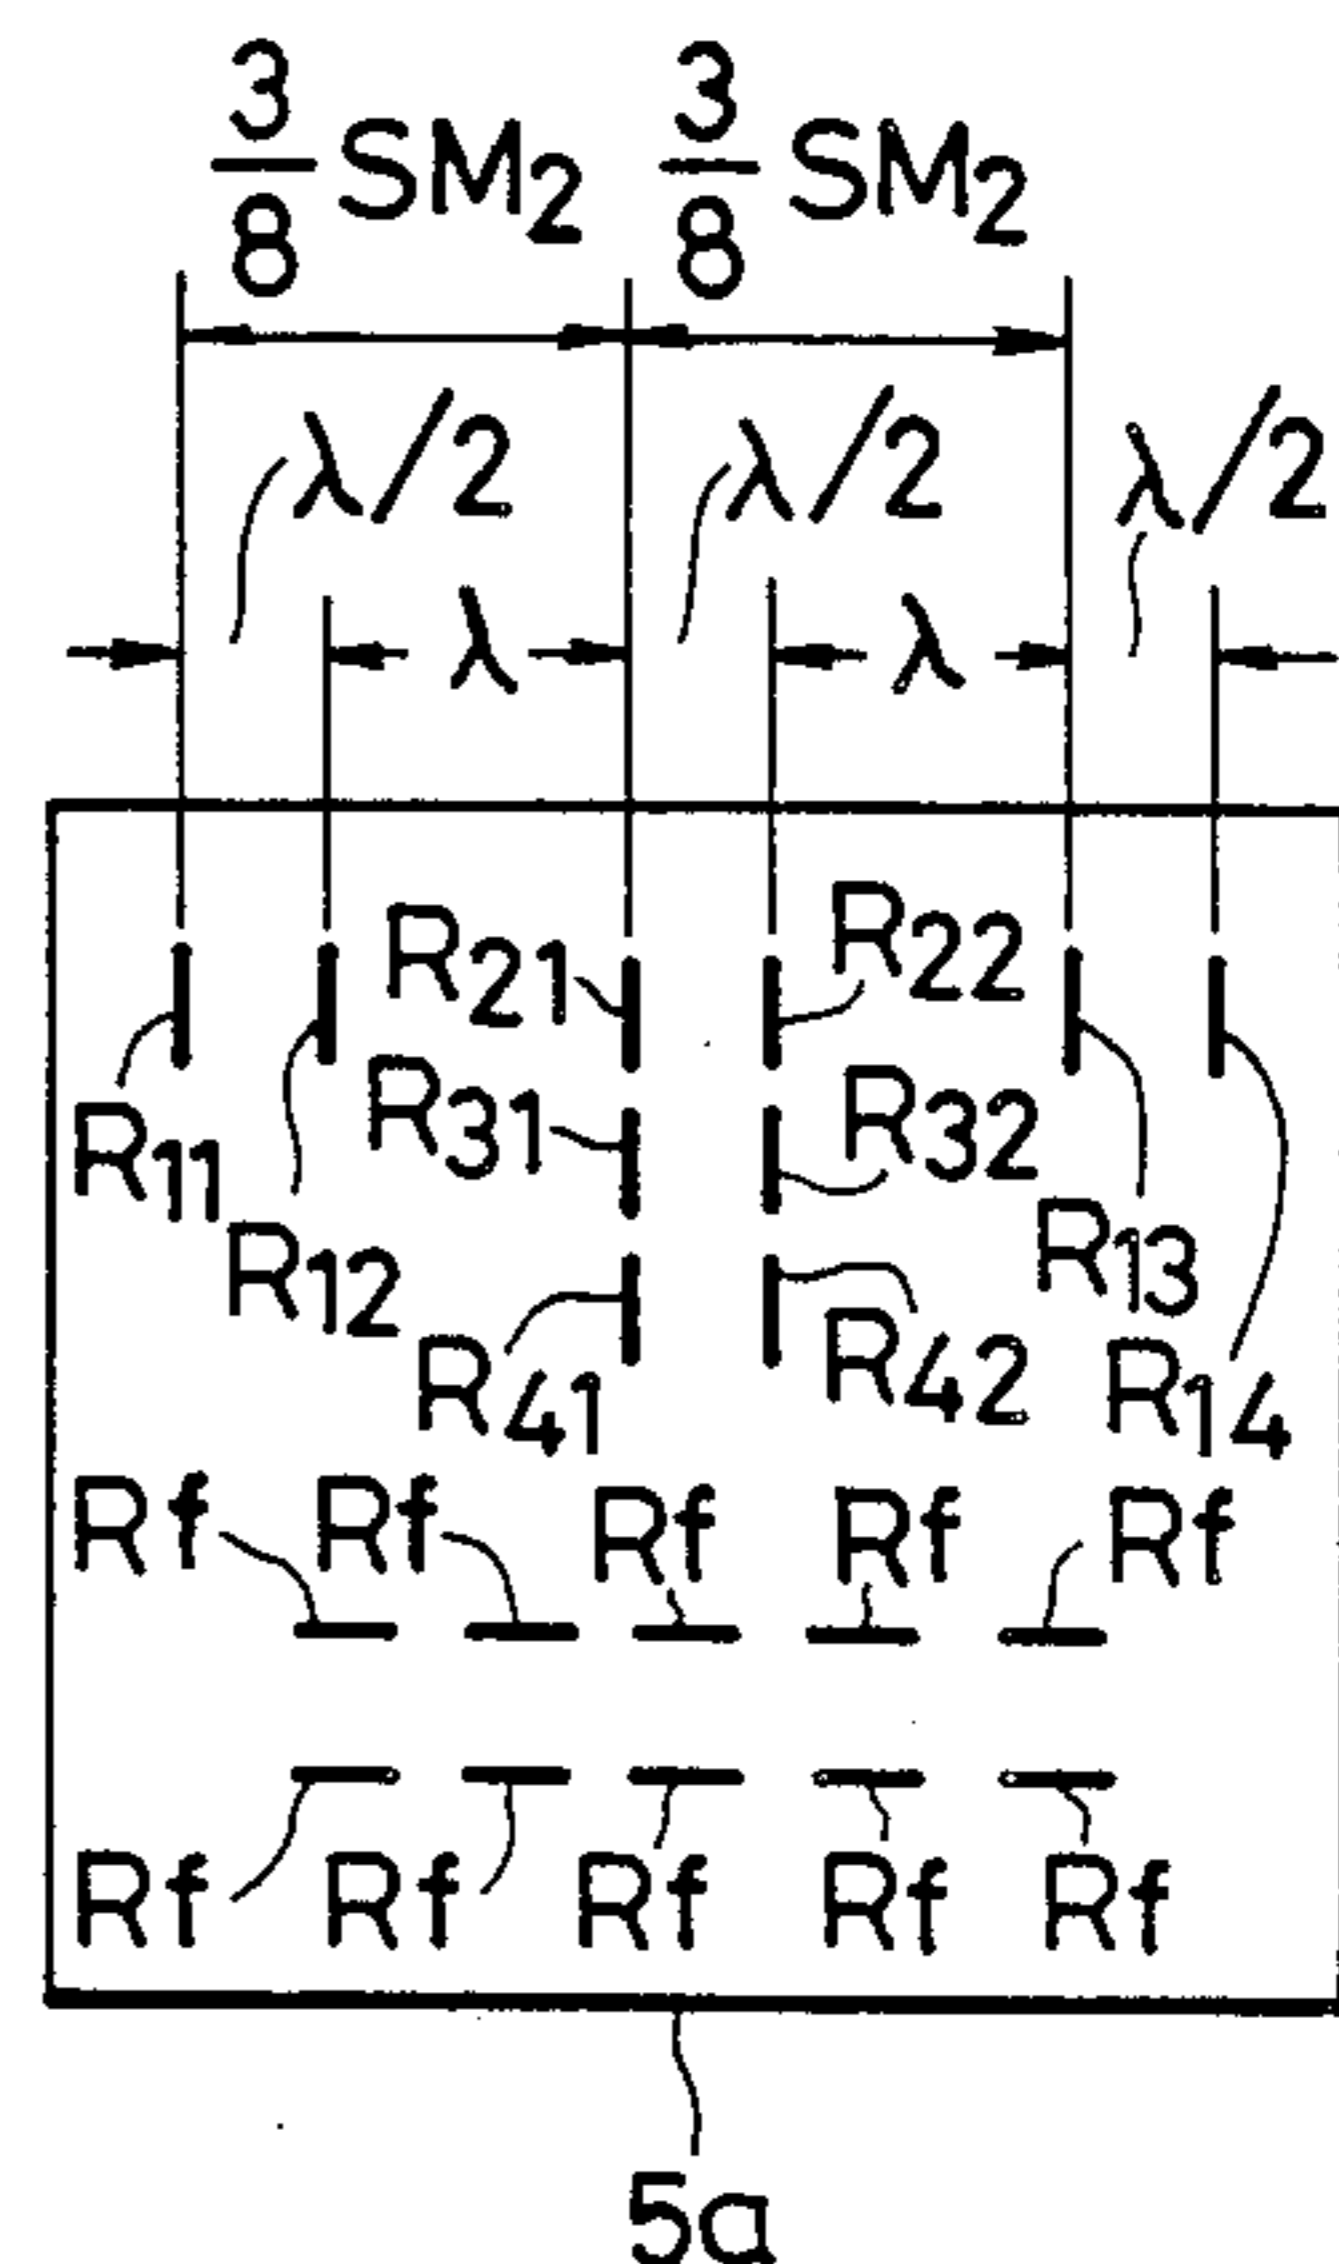 3/8 SM2 3/8 SM2
λ/2 λ/2 λ/2
λ λ
R21 R22
R31 R32
R11
R12 R13
R41 R42 R14
Rf Rf Rf Rf Rf
Rf Rf Rf Rf Rf
5a